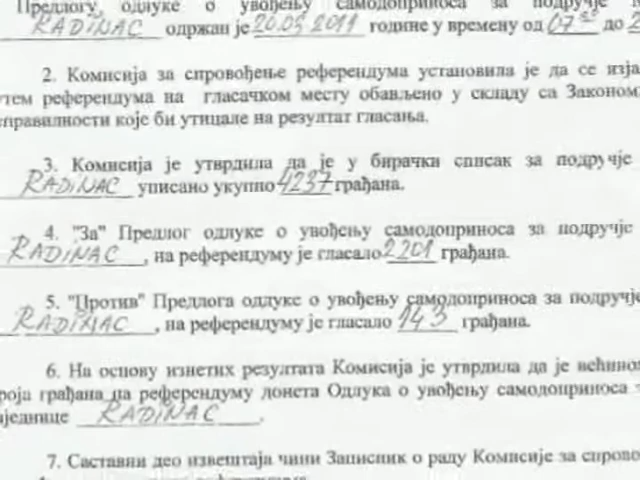 Предлогу, одлуке о увођењу самодоприноса за подручје
RADINAC одржан је 20.03 2011 године у времену од 07 до
2. Комисија за спровођење референдума установила је да се изја
утем референдума на гласачком месту обављено у складу са Законом
справилности које би утицале на резултат гласања.
3. Комисија је утврдила да је у бирачки списак за подручје
RADINAC уписано укупно 4237 грађана.
4. "За" Предлог одлуке о увођењу самодоприноса за подручје
RADINAC, на референдуму је гласало 2201 грађана.
5. "Против" Предлога одлуке о увођењу самодоприноса за подручје
RADINAC, на референдуму је гласало 143 грађана.
6. На основу изнетих резултата Комисија је утврдила да је већином
роја грађана на референдуму донета Одлука о увођењу самодоприноса з
аједнице RADINAC.
7. Саставни део извештаја чини Записник о раду Комисије за спрово